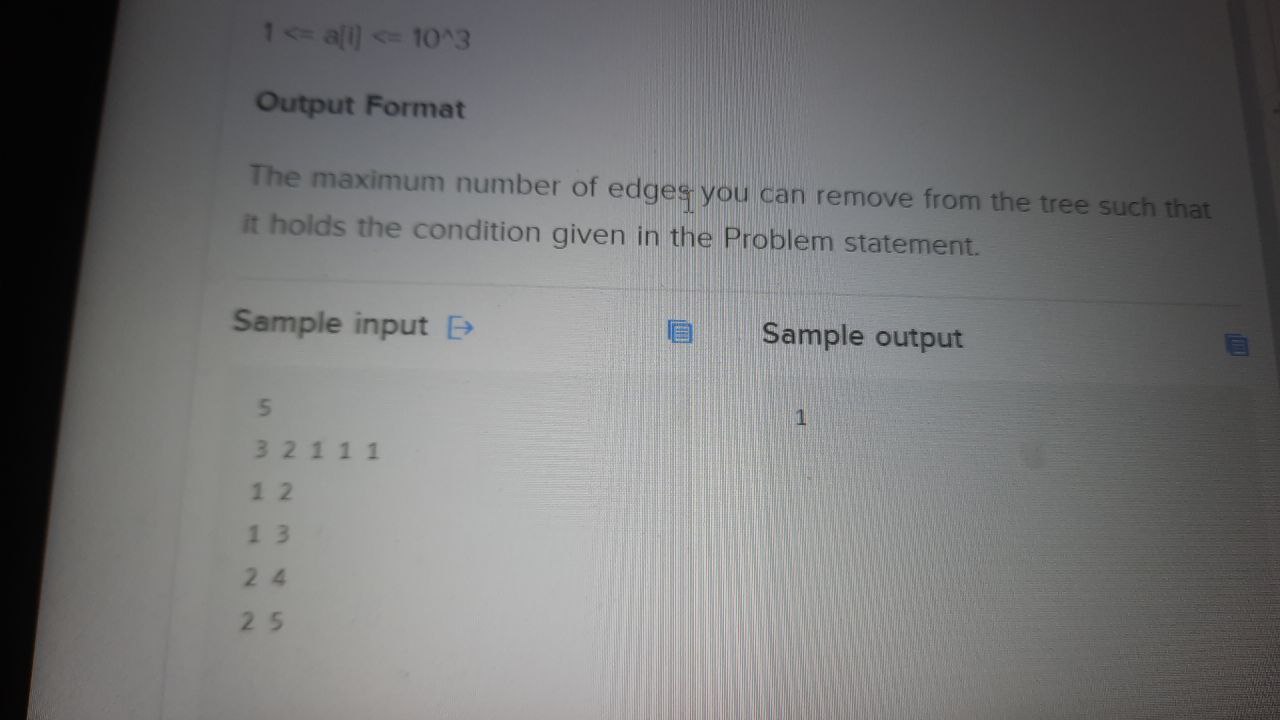 1 <= a[i] <= 10^3
Output Format
The maximum number of edges you can remove from the tree such that
it holds the condition given in the Problem statement.
Sample input
Sample output
5
3 2 1 1 1
1 2
1 3
2 4
2 5
1